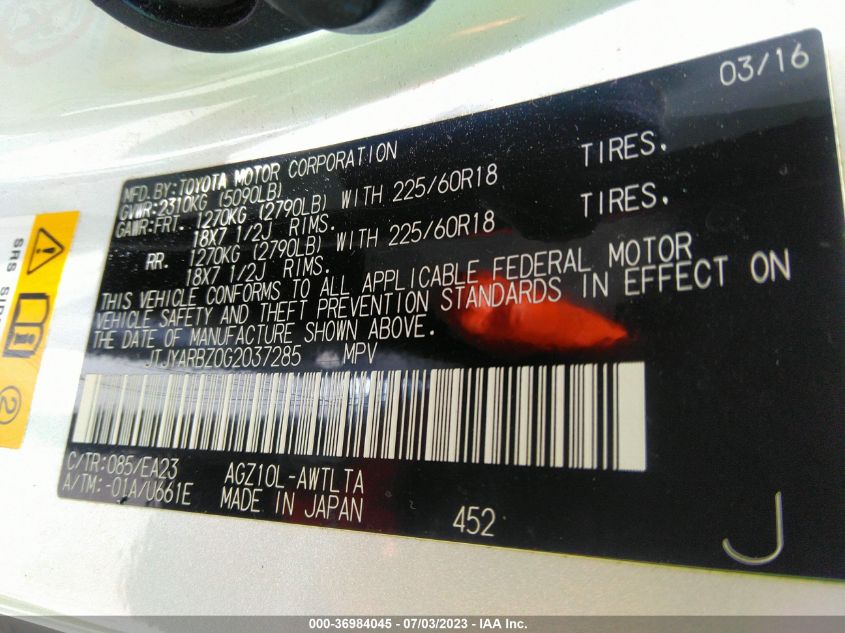 03/16
MFD.BY:TOYOTA MOTOR CORPORATION
GVWR:2310KG (5090LB)
GAWR:FRT. 1270KG (2790LB) WITH 225/60R18 TIRES.
18X7 1/2J RIMS.
RR. 1270KG (2790LB) WITH 225/60R18 TIRES.
18X7 1/2J RIMS.
THIS VEHICLE CONFORMS TO ALL APPLICABLE FEDERAL MOTOR
VEHICLE SAFETY AND THEFT PREVENTION STANDARDS IN EFFECT ON
THE DATE OF MANUFACTURE SHOWN ABOVE.
JTJYARBZ0G2037285 MPV
C/TR:085/EA23 AGZ10L-AWTLTA
A/TM:-01A/U661E MADE IN JAPAN
452
J
SRS SID
2
000-36984045 - 07/03/2023 - IAA Inc.